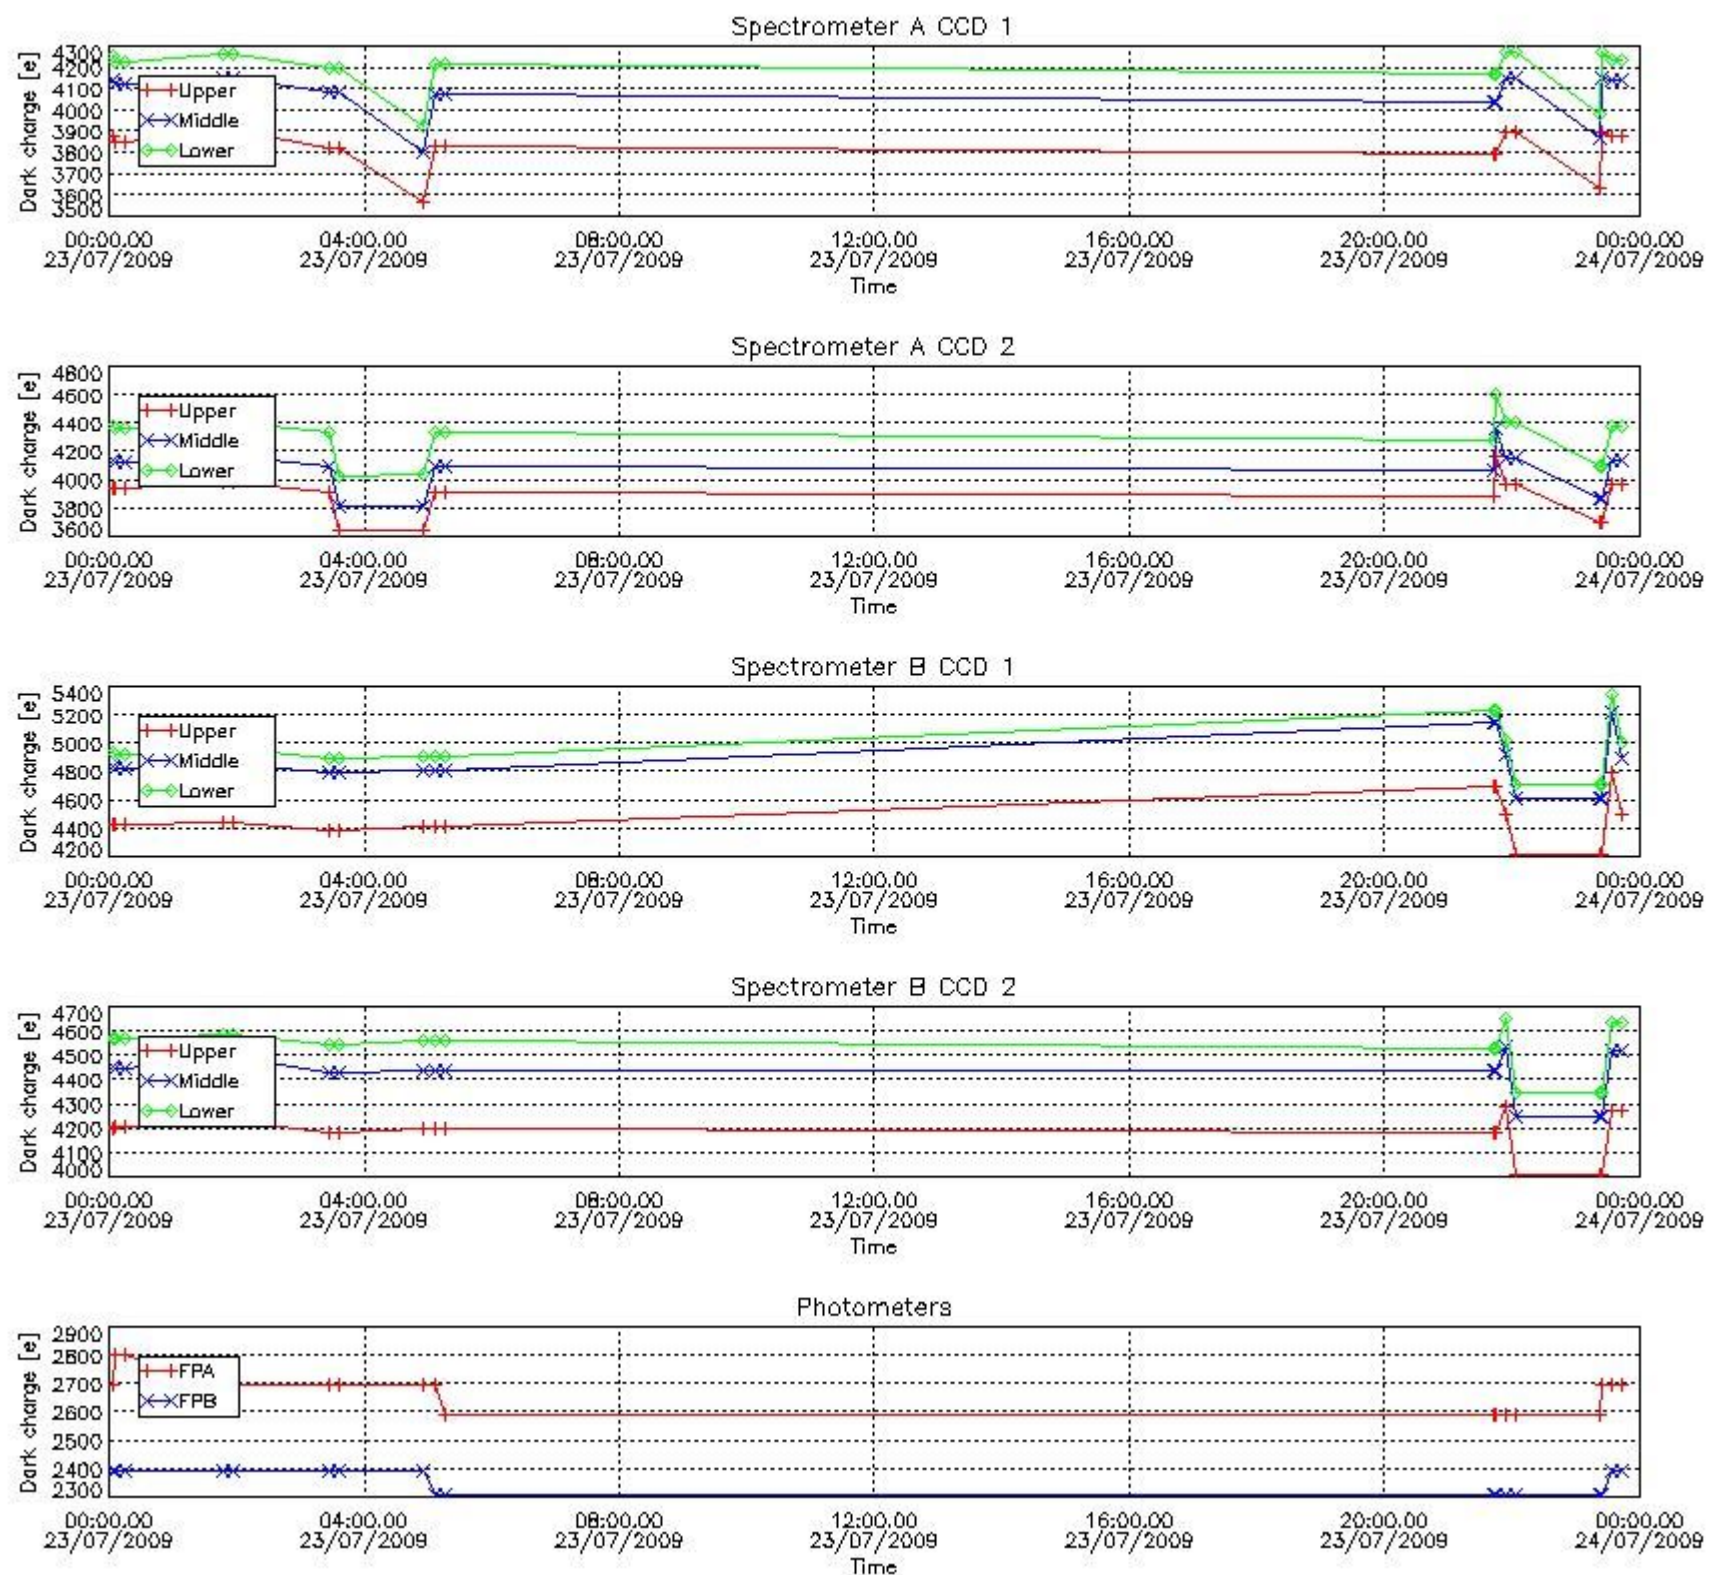 Spectrometer A CCD 1
Dark charge [e]
4300
4200
4100
4000
3900
3800
3700
3600
3500
Upper
Middle
Lower
00:00.00 04:00.00 08:00.00 12:00.00 16:00.00 20:00.00 00:00.00
23/07/2009 23/07/2009 23/07/2009 23/07/2009 23/07/2009 23/07/2009 24/07/2009
Time
Spectrometer A CCD 2
Dark charge [e]
4800
4600
4400
4200
4000
3800
3600
Upper
Middle
Lower
00:00.00 04:00.00 08:00.00 12:00.00 16:00.00 20:00.00 00:00.00
23/07/2009 23/07/2009 23/07/2009 23/07/2009 23/07/2009 23/07/2009 24/07/2009
Time
Spectrometer B CCD 1
Dark charge [e]
5400
5200
5000
4800
4600
4400
4200
Upper
Middle
Lower
00:00.00 04:00.00 08:00.00 12:00.00 16:00.00 20:00.00 00:00.00
23/07/2009 23/07/2009 23/07/2009 23/07/2009 23/07/2009 23/07/2009 24/07/2009
Time
Spectrometer B CCD 2
Dark charge [e]
4700
4600
4500
4400
4300
4200
4100
4000
Upper
Middle
Lower
00:00.00 04:00.00 08:00.00 12:00.00 16:00.00 20:00.00 00:00.00
23/07/2009 23/07/2009 23/07/2009 23/07/2009 23/07/2009 23/07/2009 24/07/2009
Time
Photometers
Dark charge [e]
2900
2800
2700
2600
2500
2400
2300
FPA
FPB
00:00.00 04:00.00 08:00.00 12:00.00 16:00.00 20:00.00 00:00.00
23/07/2009 23/07/2009 23/07/2009 23/07/2009 23/07/2009 23/07/2009 24/07/2009
Time